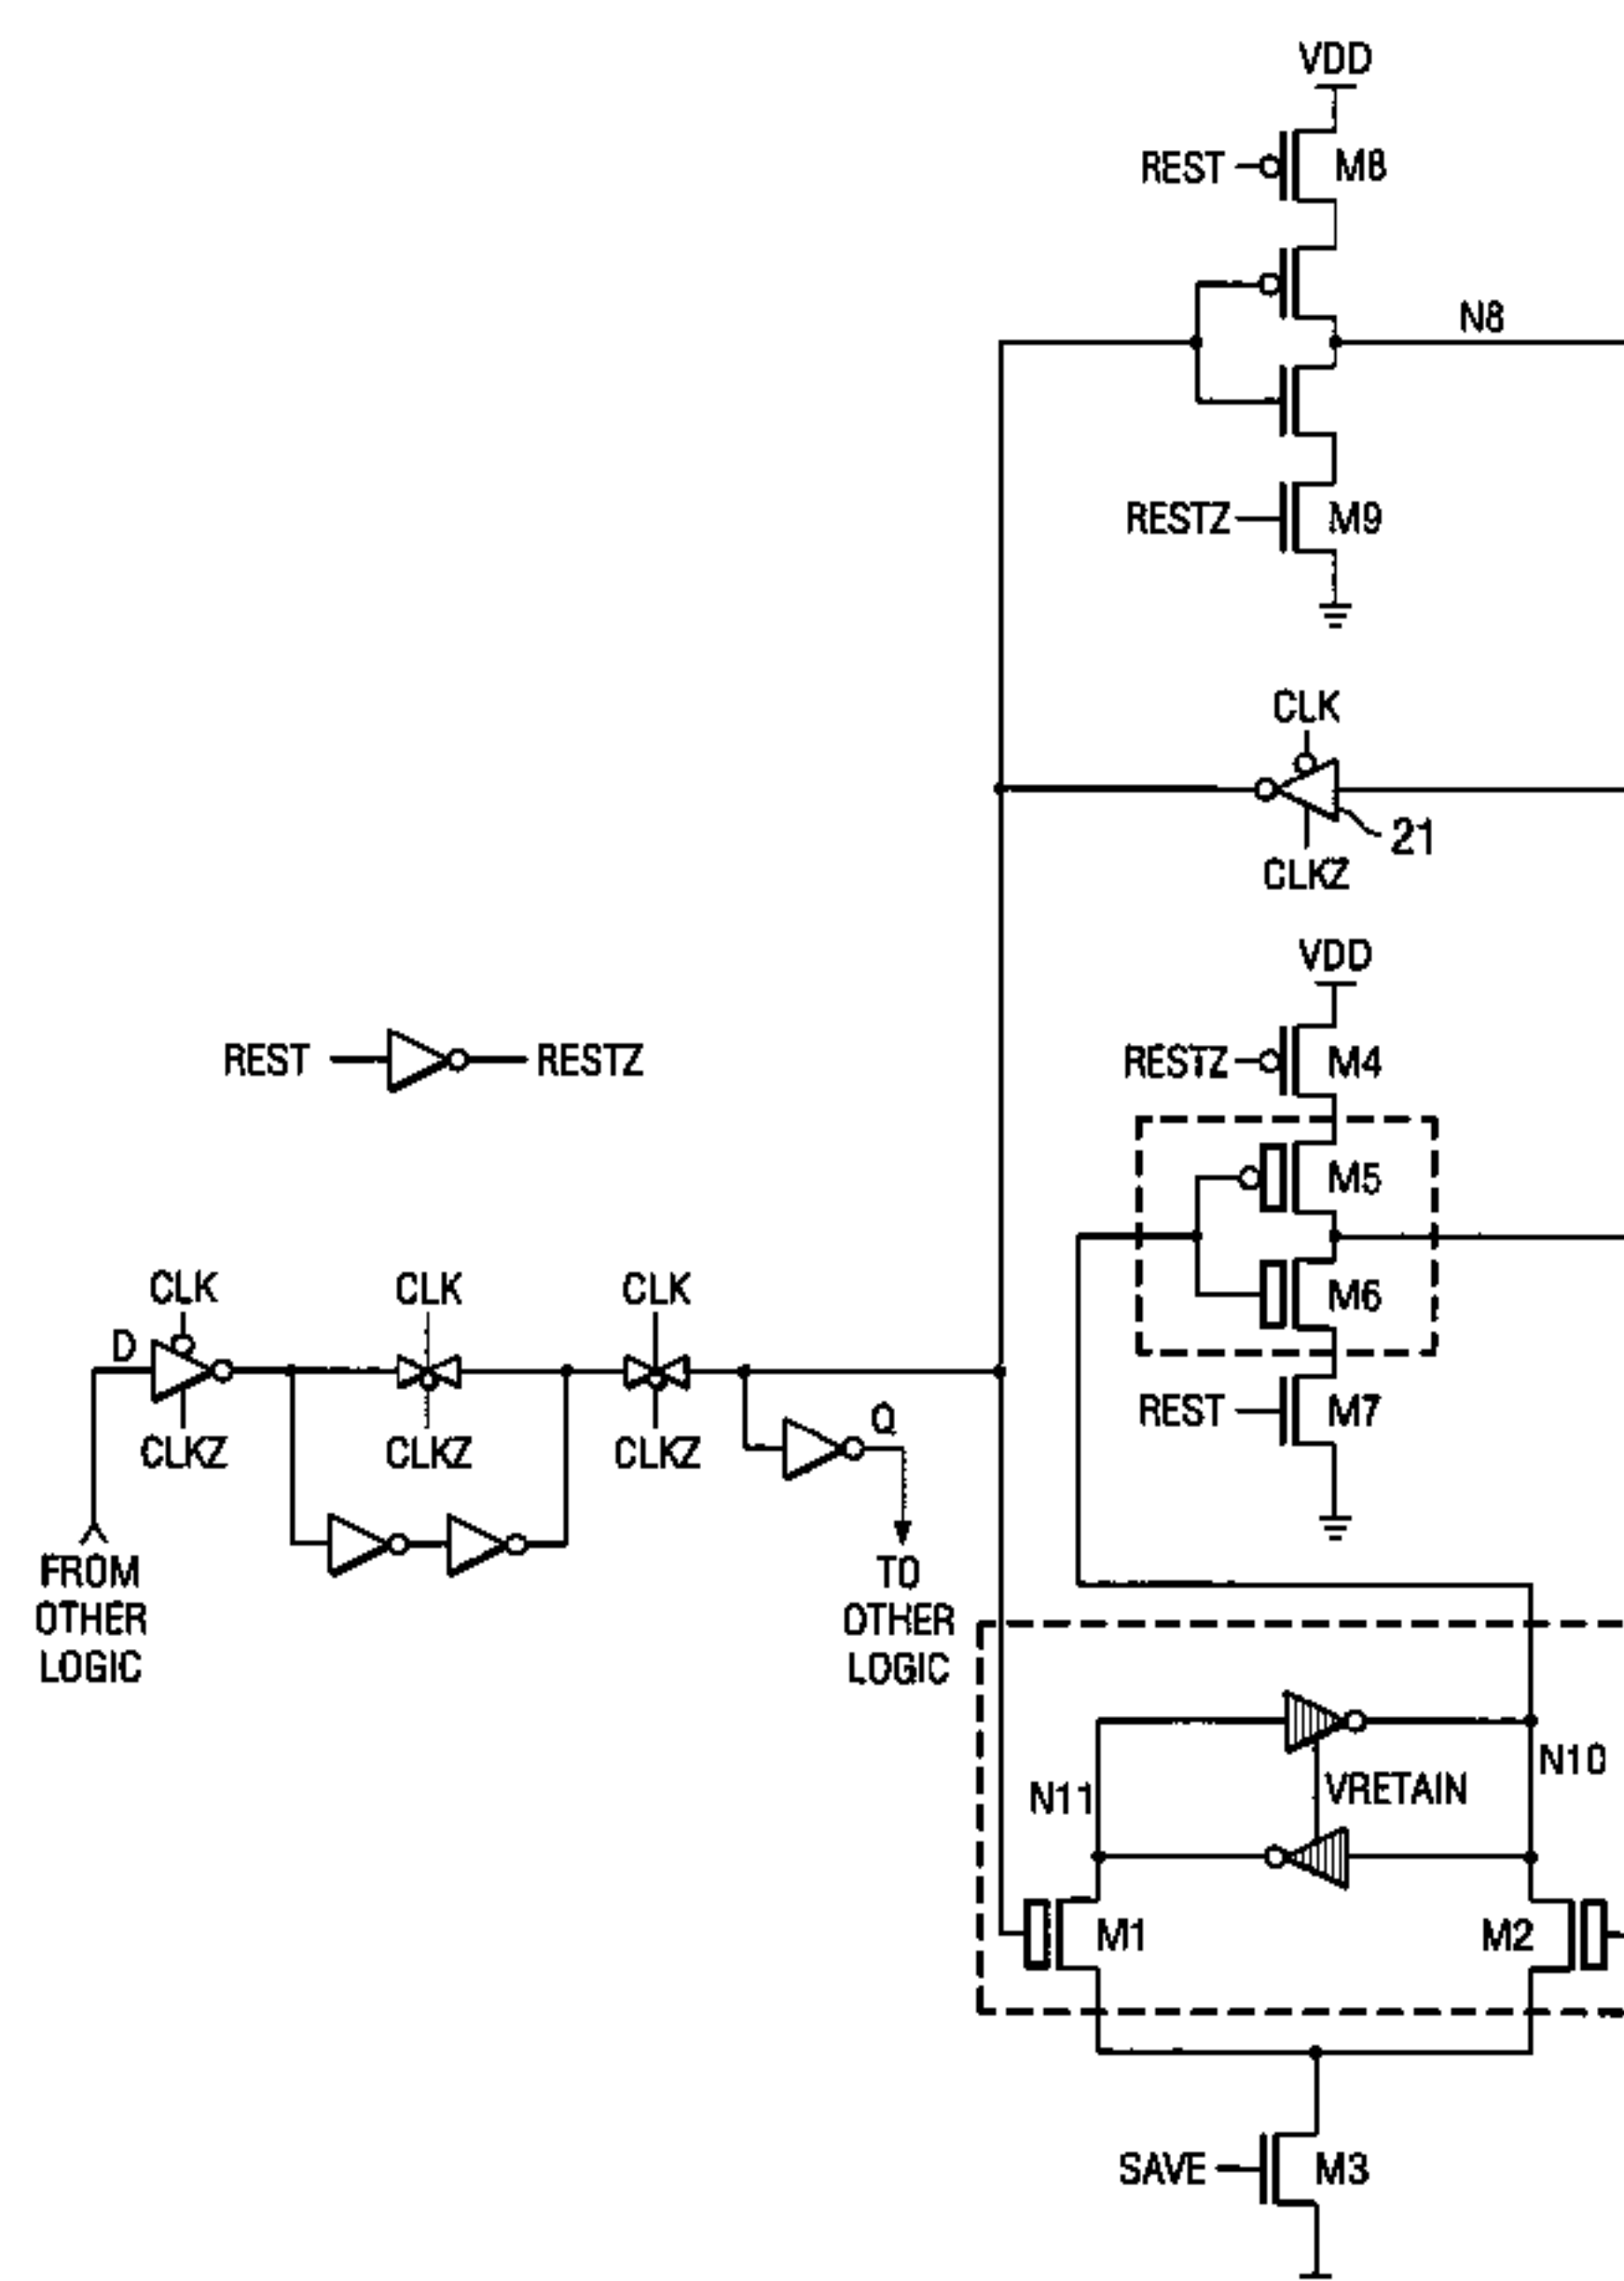 VDD
REST
M8
N8
RESTZ
M9
CLK
21
CLKZ
VDD
REST
RESTZ
RESTZ
M4
M5
M6
REST
M7
CLK
CLK
CLK
D
Q
CLKZ
CLKZ
CLKZ
FROM
OTHER
LOGIC
TO
OTHER
LOGIC
N10
N11
VRETAIN
M1
M2
SAVE
M3